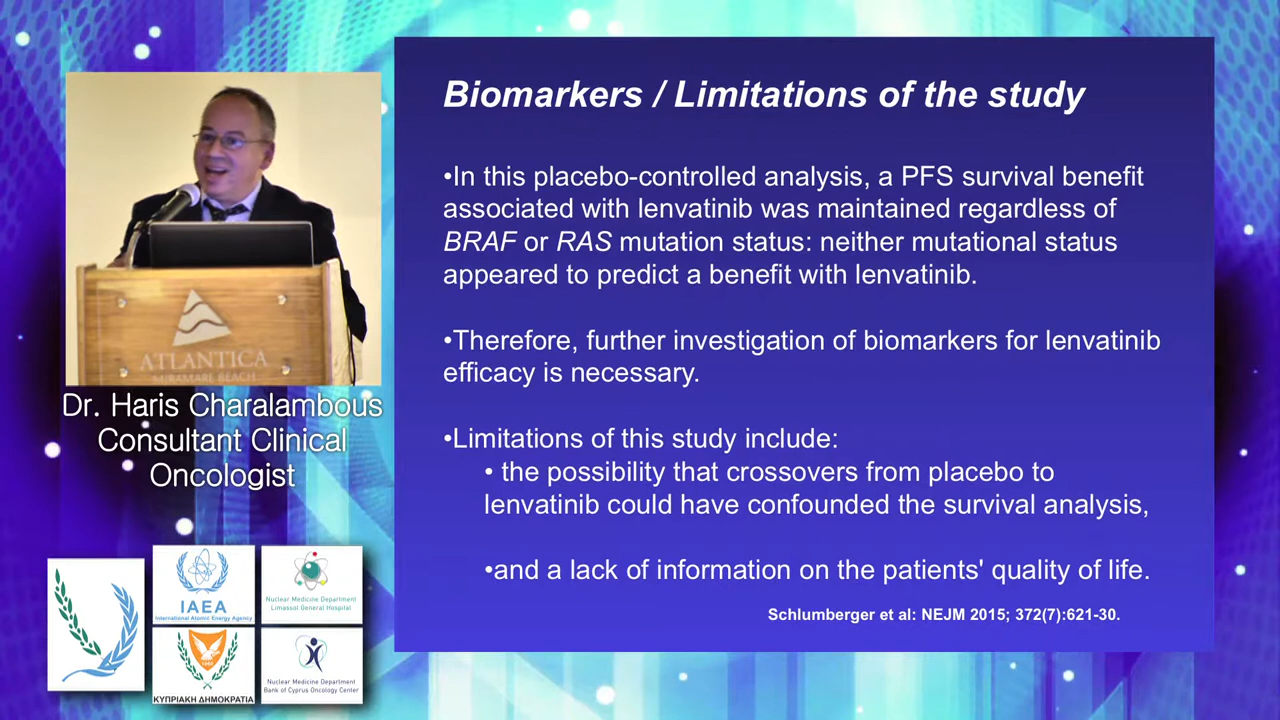 Biomarkers / Limitations of the study
•In this placebo-controlled analysis, a PFS survival benefit
associated with lenvatinib was maintained regardless of
BRAF or RAS mutation status: neither mutational status
appeared to predict a benefit with lenvatinib.
•Therefore, further investigation of biomarkers for lenvatinib
efficacy is necessary.
•Limitations of this study include:
• the possibility that crossovers from placebo to
lenvatinib could have confounded the survival analysis,
•and a lack of information on the patients' quality of life.
Schlumberger et al: NEJM 2015; 372(7):621-30.
ATLANTICA
MIRAMARE BEACH
Dr. Haris Charalambous
Consultant Clinical
Oncologist
IAEA
International Atomic Energy Agency
Nuclear Medicine Department
Limassol General Hospital
ΚΥΠΡΙΑΚΗ ΔΗΜΟΚΡΑΤΙΑ
Nuclear Medicine Department
Bank of Cyprus Oncology Center